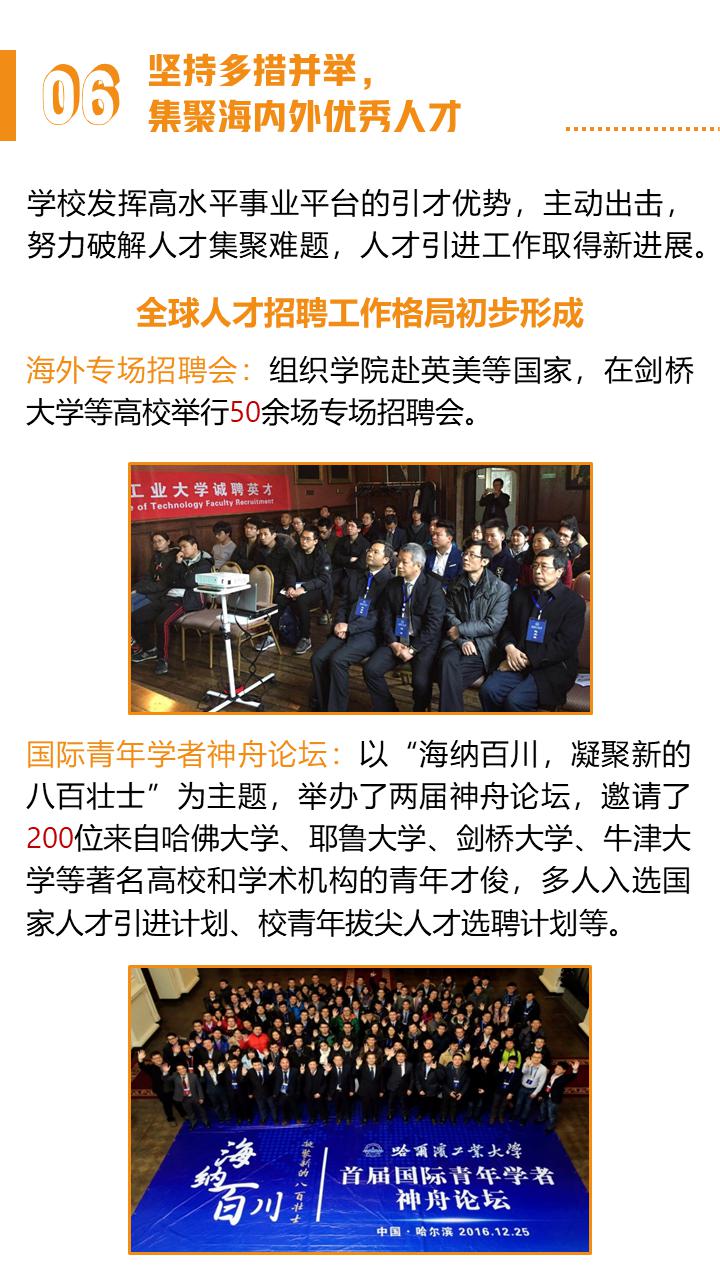 06
坚持多措并举，
集聚海内外优秀人才
学校发挥高水平事业平台的引才优势，主动出击，
努力破解人才集聚难题，人才引进工作取得新进展。
全球人才招聘工作格局初步形成
海外专场招聘会：组织学院赴英美等国家，在剑桥
大学等高校举行50余场专场招聘会。
工业大学诚聘英才
e of Technology Faculty Recruitment
国际青年学者神舟论坛：以“海纳百川，凝聚新的
八百壮士”为主题，举办了两届神舟论坛，邀请了
200位来自哈佛大学、耶鲁大学、剑桥大学、牛津大
学等著名高校和学术机构的青年才俊，多人入选国
家人才引进计划、校青年拔尖人才选聘计划等。
海纳百川
凝聚新的八百壮士
哈尔滨工业大学
首届国际青年学者
神舟论坛
中国·哈尔滨 2016.12.25